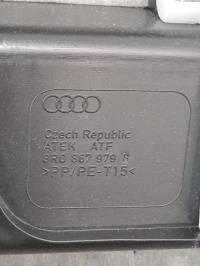 Czech Republic
ATEK ATF
8R0 867 979
>PP/PE-T15<